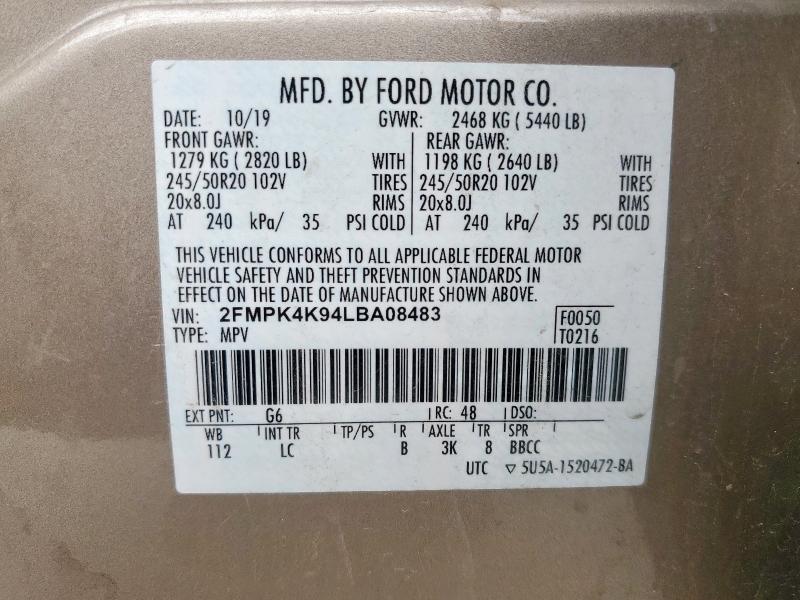 MFD. BY FORD MOTOR CO.
DATE: 10/19 GVWR: 2468 KG ( 5440 LB)
FRONT GAWR: REAR GAWR:
1279 KG ( 2820 LB) WITH 1198 KG ( 2640 LB) WITH
245/50R20 102V TIRES 245/50R20 102V TIRES
20x8.0J RIMS 20x8.0J RIMS
AT 240 kPa/ 35 PSI COLD AT 240 kPa/ 35 PSI COLD
THIS VEHICLE CONFORMS TO ALL APPLICABLE FEDERAL MOTOR
VEHICLE SAFETY AND THEFT PREVENTION STANDARDS IN
EFFECT ON THE DATE OF MANUFACTURE SHOWN ABOVE.
VIN: 2FMPK4K94LBA08483 F0050
TYPE: MPV T0216
EXT PNT: G6 RC: 48 DSO:
WB INT TR TP/PS R AXLE TR SPR
112 LC B 3K 8 BBCC
UTC ▽ 5U5A-1520472-BA